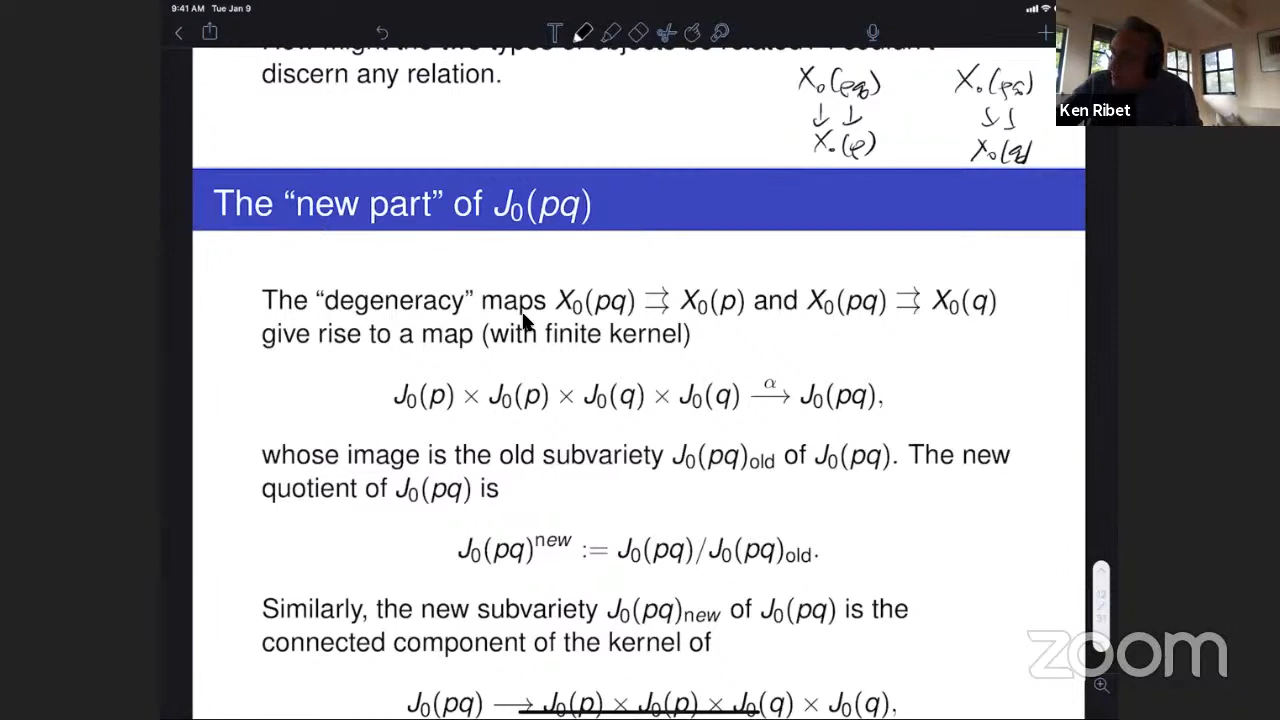 9:41 AM Tue Jan 9
discern any relation.
X₀(pq) X₀(pq)
↓ ↓ ↓ ↓
X₀(p) X₀(q)
Ken Ribet
The “new part” of J₀(pq)
The “degeneracy” maps X₀(pq) ⇉ X₀(p) and X₀(pq) ⇉ X₀(q)
give rise to a map (with finite kernel)
J₀(p) × J₀(p) × J₀(q) × J₀(q) —α→ J₀(pq),
whose image is the old subvariety J₀(pq)old of J₀(pq). The new
quotient of J₀(pq) is
J₀(pq)new := J₀(pq)/J₀(pq)old.
Similarly, the new subvariety J₀(pq)new of J₀(pq) is the
connected component of the kernel of
J₀(pq) ⟶ J₀(p) × J₀(p) × J₀(q) × J₀(q),
12
/
31
zoom